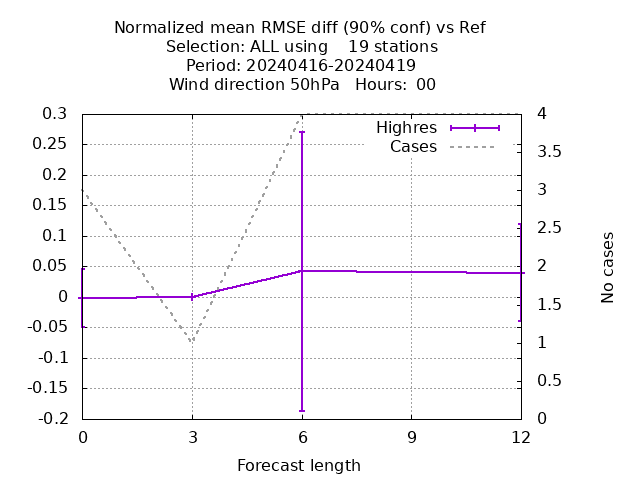 Normalized mean RMSE diff (90% conf) vs Ref
Selection: ALL using    19 stations
Period: 20240416-20240419
Wind direction 50hPa   Hours:  00
Highres
Cases
0.3
0.25
0.2
0.15
0.1
0.05
0
-0.05
-0.1
-0.15
-0.2
4
3.5
3
2.5
2
1.5
1
0.5
0
No cases
0 3 6 9 12
Forecast length